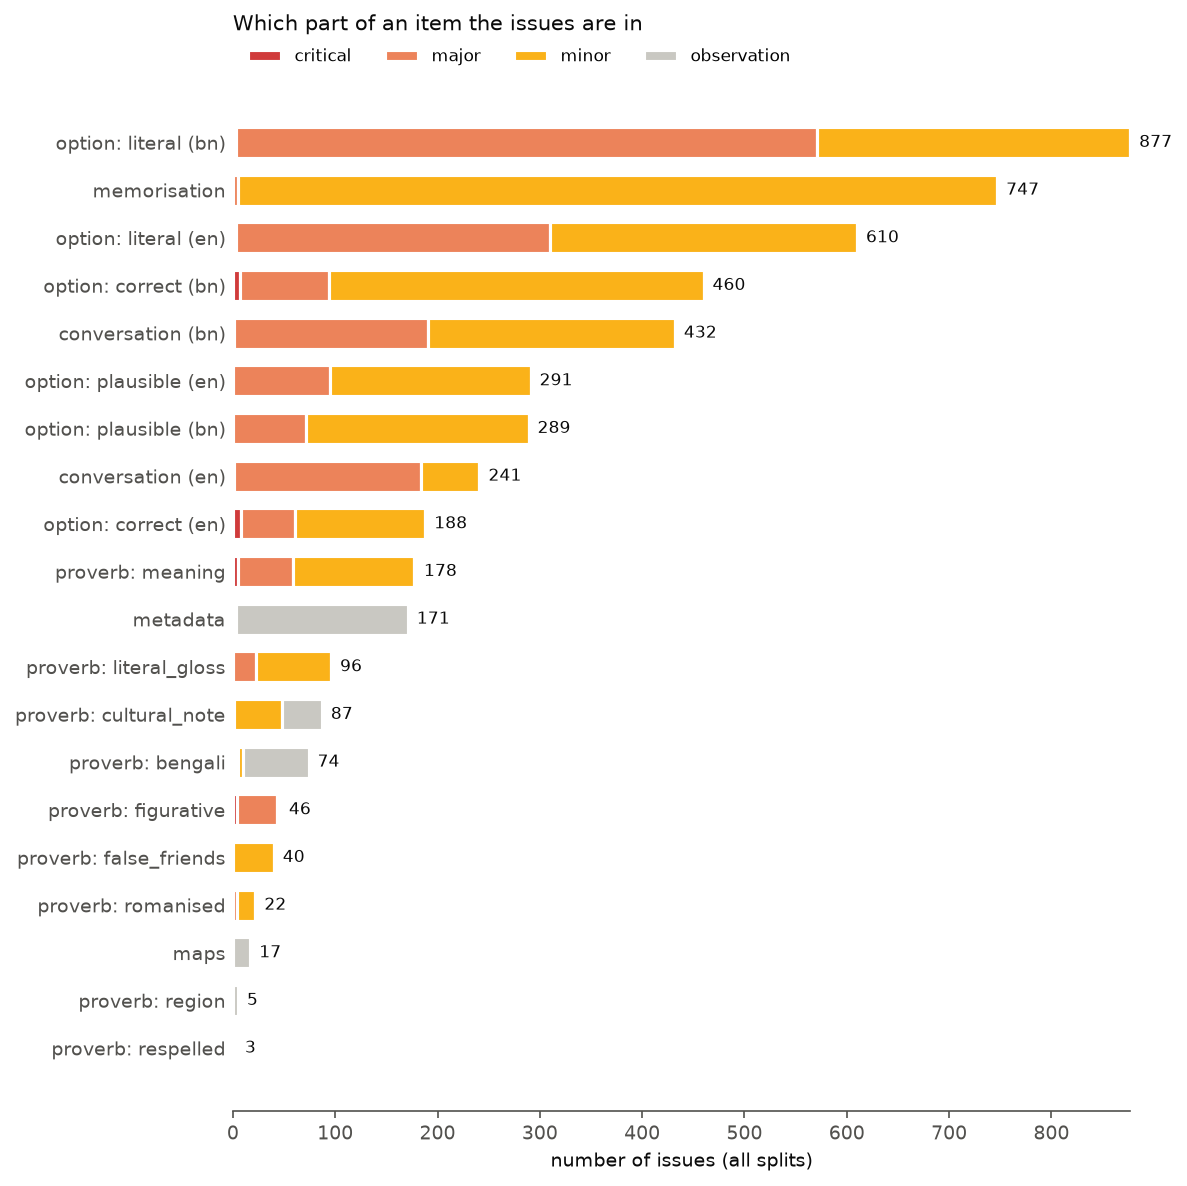 Which part of an item the issues are in
critical major minor observation
option: literal (bn) 877
memorisation 747
option: literal (en) 610
option: correct (bn) 460
conversation (bn) 432
option: plausible (en) 291
option: plausible (bn) 289
conversation (en) 241
option: correct (en) 188
proverb: meaning 178
metadata 171
proverb: literal_gloss 96
proverb: cultural_note 87
proverb: bengali 74
proverb: figurative 46
proverb: false_friends 40
proverb: romanised 22
maps 17
proverb: region 5
proverb: respelled 3
0 100 200 300 400 500 600 700 800
number of issues (all splits)